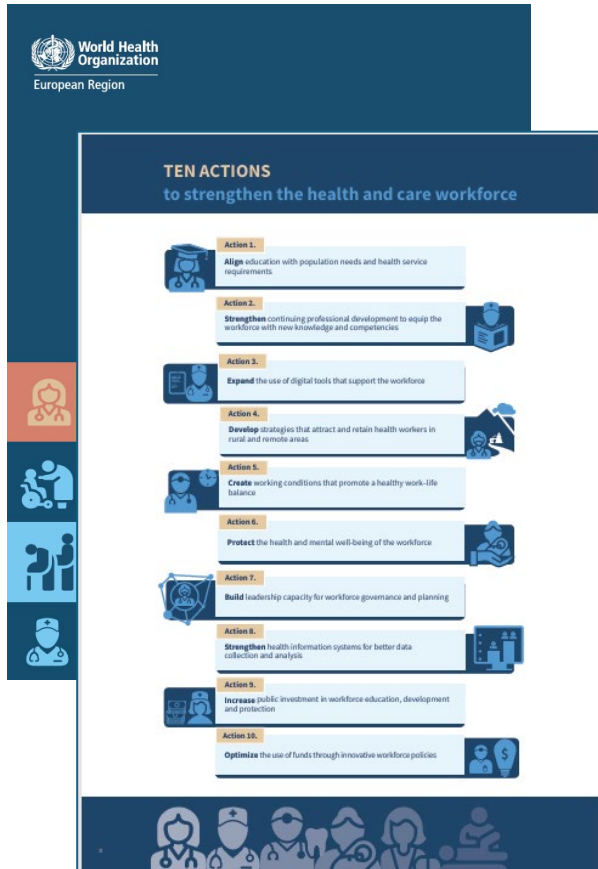 World Health
Organization
European Region
TEN ACTIONS
to strengthen the health and care workforce
Action 1.
Align education with population needs and health service
requirements
Action 2.
Strengthen continuing professional development to equip the
workforce with new knowledge and competencies
Action 3.
Expand the use of digital tools that support the workforce
Action 4.
Develop strategies that attract and retain health workers in
rural and remote areas
Action 5.
Create working conditions that promote a healthy work–life
balance
Action 6.
Protect the health and mental well-being of the workforce
Action 7.
Build leadership capacity for workforce governance and planning
Action 8.
Strengthen health information systems for better data
collection and analysis
Action 9.
Increase public investment in workforce education, development
and protection
Action 10.
Optimize the use of funds through innovative workforce policies
$